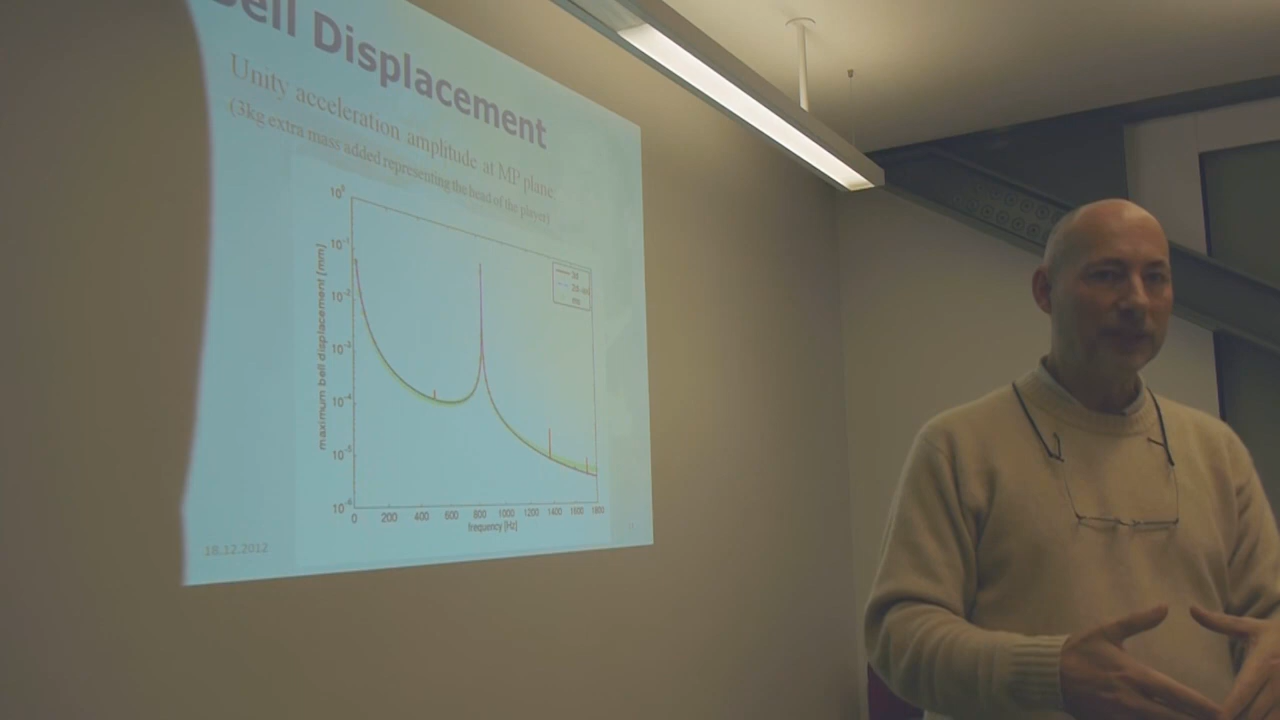 Bell Displacement
Unity acceleration amplitude at MP plane
(3kg extra mass added representing the head of the player)
10⁰
10⁻¹
10⁻²
10⁻³
10⁻⁴
10⁻⁵
10⁻⁶
maximum bell displacement [mm]
0 200 400 600 800 1000 1200 1400 1600 1800
frequency [Hz]
18.12.2012